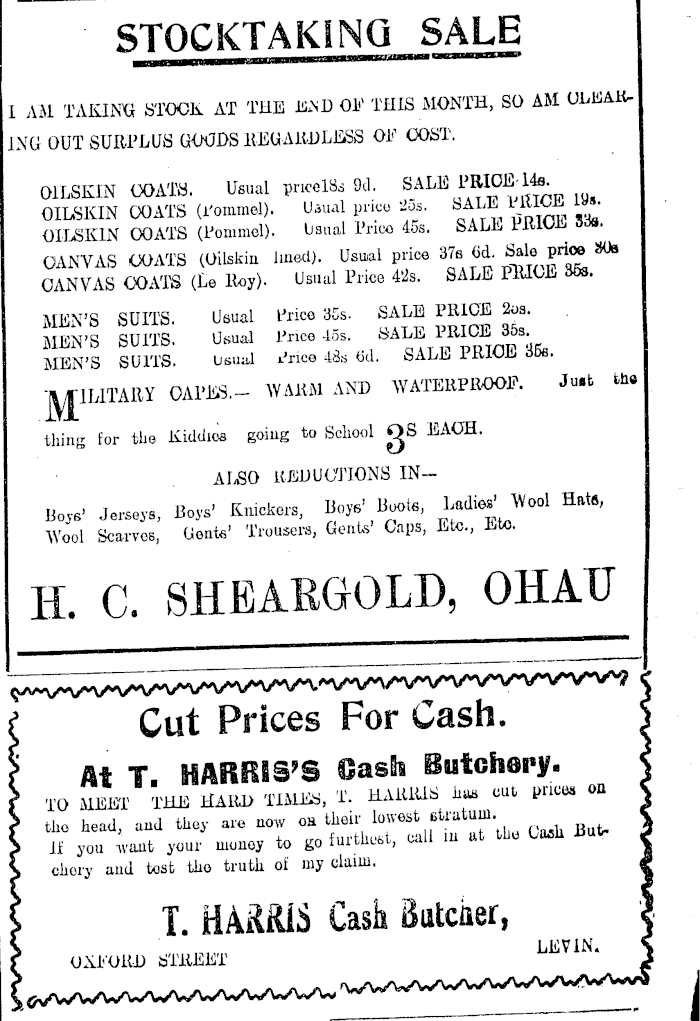 STOCKTAKING SALE
I AM TAKING STOCK AT THE END OF THIS MONTH, SO AM CLEAR-
ING OUT SURPLUS GOODS REGARDLESS OF COST.
OILSKIN COATS. Usual price 18s 9d. SALE PRICE 14s.
OILSKIN COATS (Pommel). Usual price 25s. SALE PRICE 19s.
OILSKIN COATS (Pommel). Usual Price 45s. SALE PRICE 33s.
CANVAS COATS (Oilskin lined). Usual price 37s 6d. Sale price 30s
CANVAS COATS (Le Roy). Usual Price 42s. SALE PRICE 35s.
MEN'S SUITS. Usual Price 35s. SALE PRICE
MEN'S SUITS. Usual Price 45s. SALE PRICE 35s.
MEN'S SUITS. Usual Price 48s 6d. SALE PRICE 35s.
MILITARY CAPES.— WARM AND WATERPROOF. Just the
thing for the Kiddies going to School 3S EACH.
ALSO REDUCTIONS IN—
Boys' Jerseys, Boys' Knickers, Boys' Boots, Ladies' Wool Hats,
Wool Scarves, Gents' Trousers, Gents' Caps, Etc., Etc.
H. C. SHEARGOLD, OHAU
Cut Prices For Cash.
At T. HARRIS'S Cash Butchery.
TO MEET THE HARD TIMES, T. HARRIS has cut prices on
the head, and they are now on their lowest stratum.
If you want your money to go furthest, call in at the Cash But-
chery and test the truth of my claim.
T. HARRIS Cash Butcher,
OXFORD STREET LEVIN.